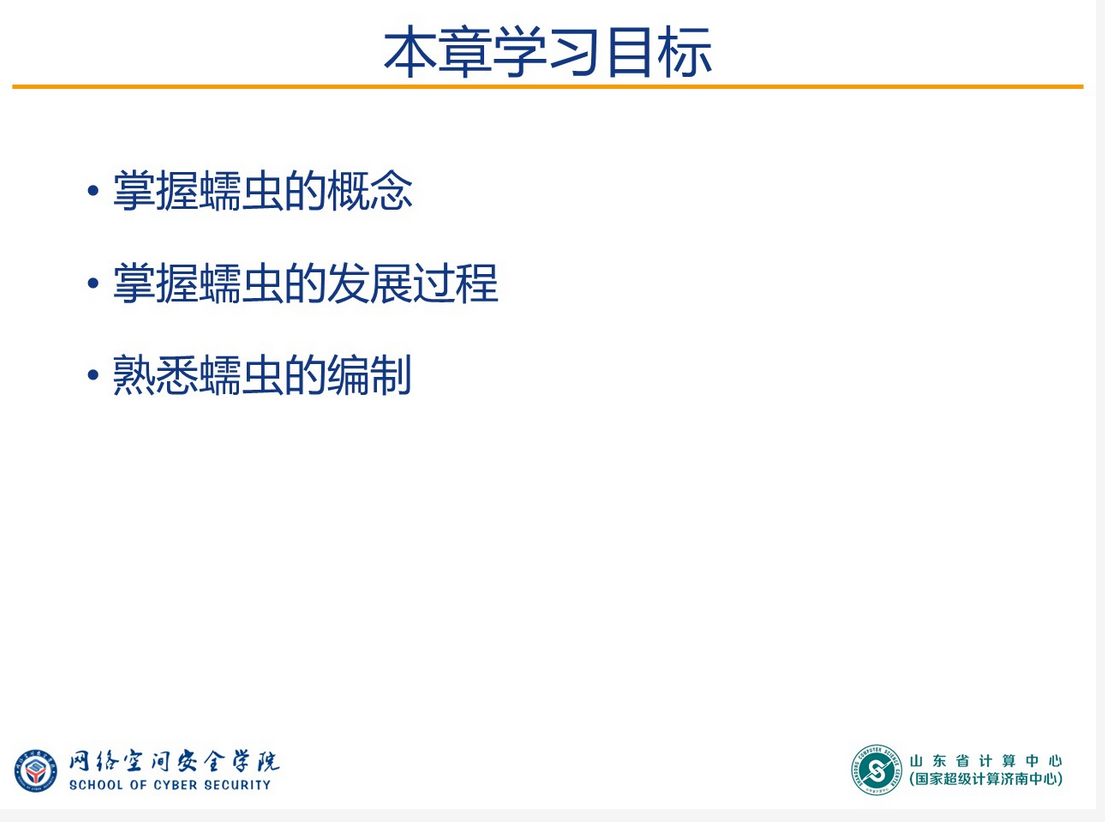 本章学习目标
• 掌握蠕虫的概念
• 掌握蠕虫的发展过程
• 熟悉蠕虫的编制
网络空间安全学院
SCHOOL OF CYBER SECURITY
山东省计算中心
(国家超级计算济南中心)